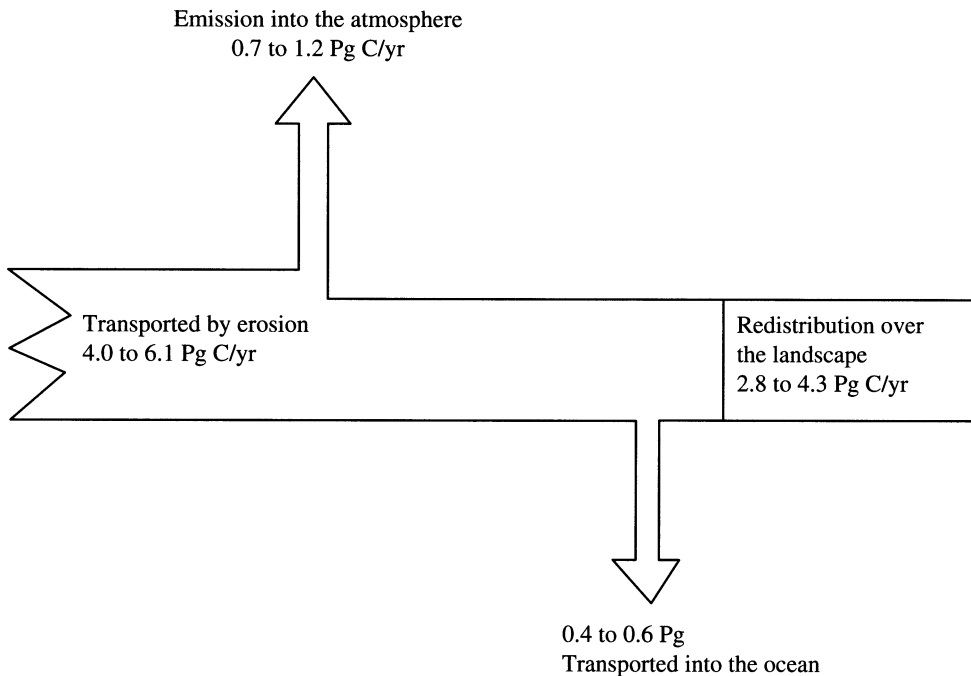 Emission into the atmosphere
0.7 to 1.2 Pg C/yr
Transported by erosion
4.0 to 6.1 Pg C/yr
Redistribution over
the landscape
2.8 to 4.3 Pg C/yr
0.4 to 0.6 Pg
Transported into the ocean